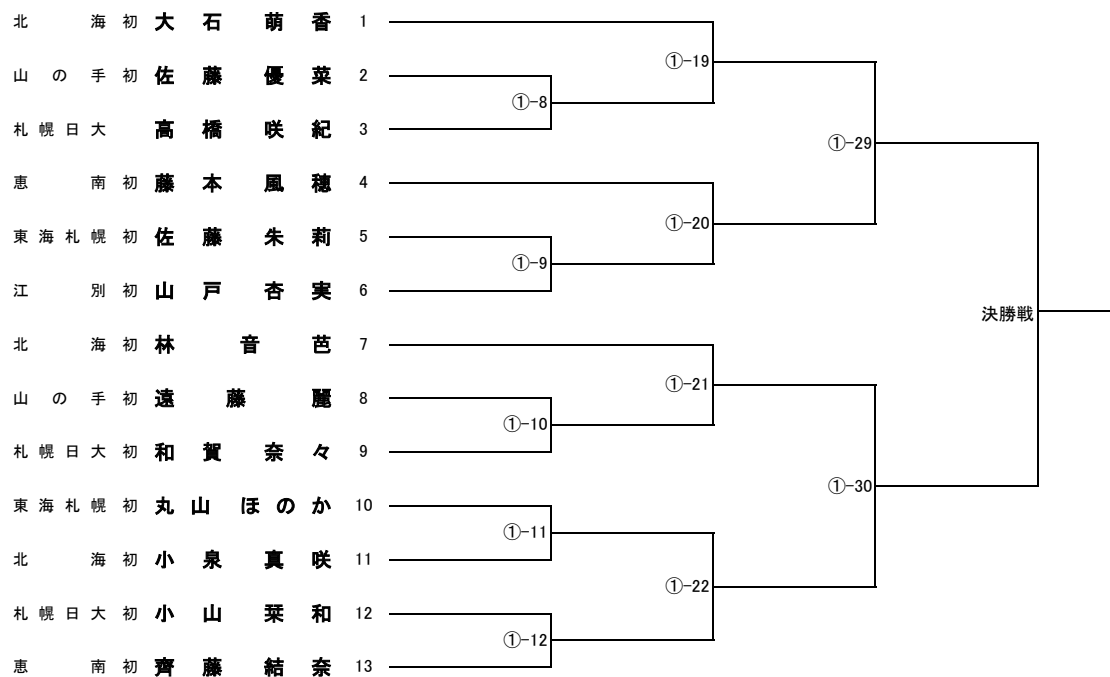 北海 初 大石 萌香 1
①-19
山の手 初 佐藤 優菜 2
①-8
札幌日大 高橋 咲紀 3
①-29
恵南 初 藤本 風穂 4
①-20
東海札幌 初 佐藤 朱莉 5
①-9
江別 初 山戸 杏実 6
決勝戦
北海 初 林 音芭 7
①-21
山の手 初 遠藤 麗 8
①-10
札幌日大 初 和賀 奈々 9
①-30
東海札幌 初 丸山 ほのか 10
①-11
北海 初 小泉 真咲 11
①-22
札幌日大 初 小山 栞和 12
①-12
恵南 初 齊藤 結奈 13